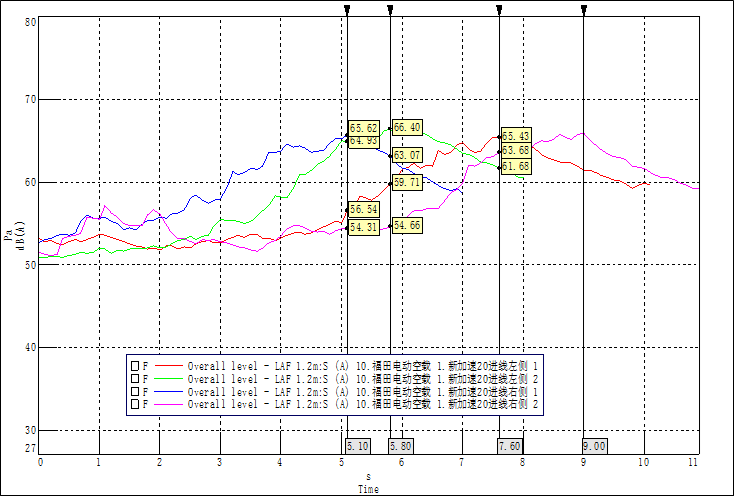 80
70
60
50
40
30
27
Pa
dB(A)
65.62
64.93
56.54
54.31
66.40
63.07
59.71
54.66
65.43
63.68
61.68
F Overall level - LAF 1.2m:S (A) 10.福田电动空载 1.新加速20进线左侧 1
F Overall level - LAF 1.2m:S (A) 10.福田电动空载 1.新加速20进线左侧 2
F Overall level - LAF 1.2m:S (A) 10.福田电动空载 1.新加速20进线右侧 1
F Overall level - LAF 1.2m:S (A) 10.福田电动空载 1.新加速20进线右侧 2
5.10 5.80 7.60 9.00
0 1 2 3 4 5 6 7 8 9 10 11
s
Time